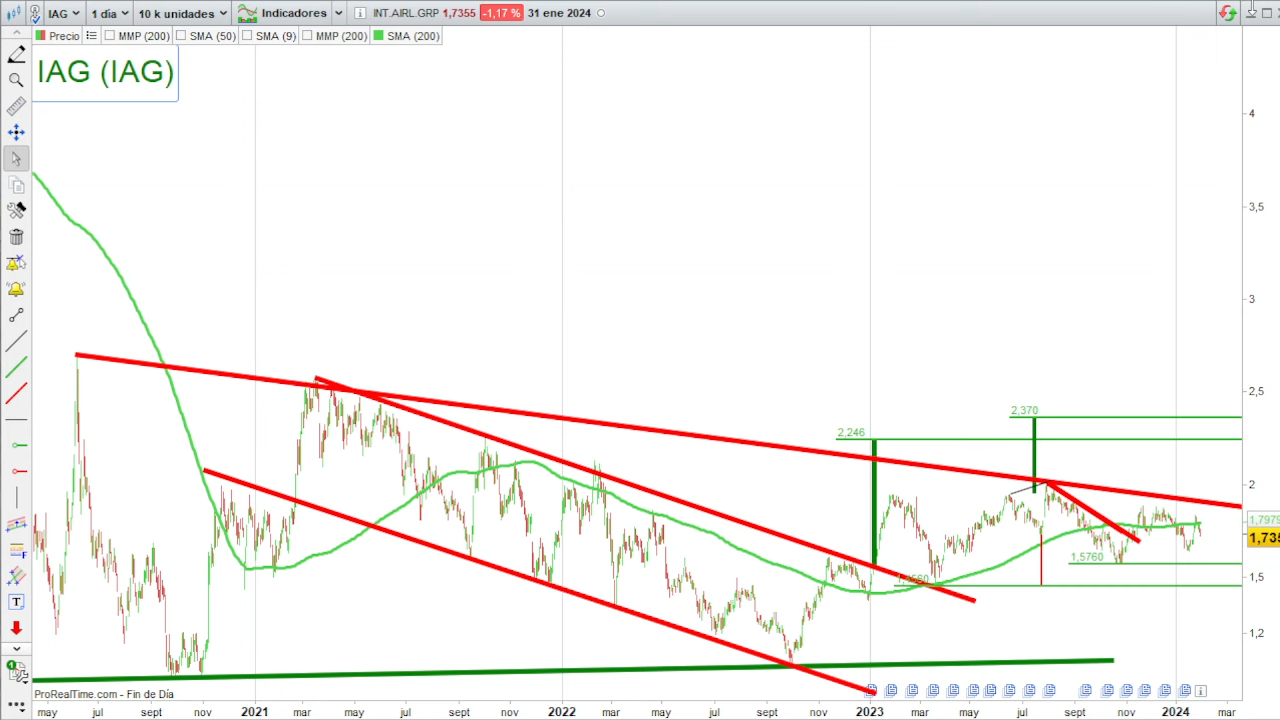 IAG 1 día 10 k unidades Indicadores INT.AIRL.GRP 1,7355 -1,17 % 31 ene 2024
Precio MMP (200) SMA (50) SMA (9) MMP (200) SMA (200)
IAG (IAG)
4
3,5
3
2,5
2,370
2,246
2
1,7979
1,735
1,5760
1,5
1,2
ProRealTime.com - Fin de Día
may jul sept nov 2021 mar may jul sept nov 2022 mar may jul sept nov 2023 mar may jul sept nov 2024 mar